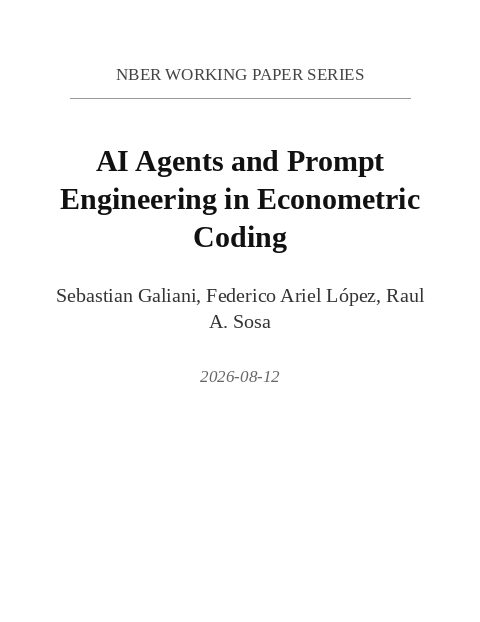 NBER WORKING PAPER SERIES
AI Agents and Prompt
Engineering in Econometric
Coding
Sebastian Galiani, Federico Ariel López, Raul
A. Sosa
2026-08-12